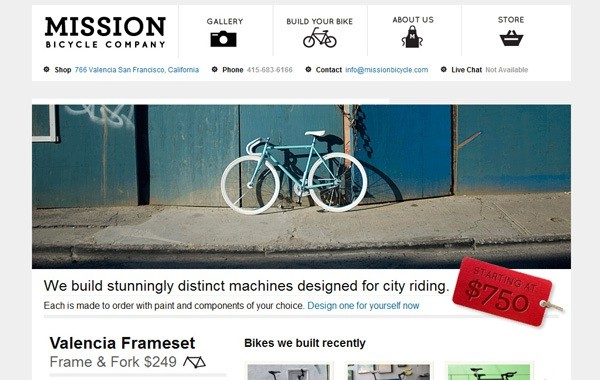 MISSION
BICYCLE COMPANY
GALLERY
BUILD YOUR BIKE
ABOUT US
STORE
Shop 766 Valencia San Francisco, California Phone 415-683-6166 Contact info@missionbicycle.com Live Chat Not Available
We build stunningly distinct machines designed for city riding.
Each is made to order with paint and components of your choice. Design one for yourself now
STARTING AT
$750
Valencia Frameset
Frame & Fork $249
Bikes we built recently